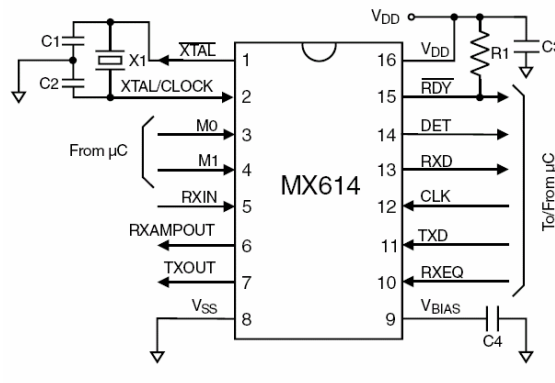 C1
C2
X1
XTAL
XTAL/CLOCK
From µC
M0
M1
RXIN
RXAMPOUT
TXOUT
VSS
1
2
3
4
5
6
7
8
MX614
16
15
14
13
12
11
10
9
VDD
VDD
R1
C3
RDY
DET
RXD
CLK
TXD
RXEQ
VBIAS
C4
To/From µC